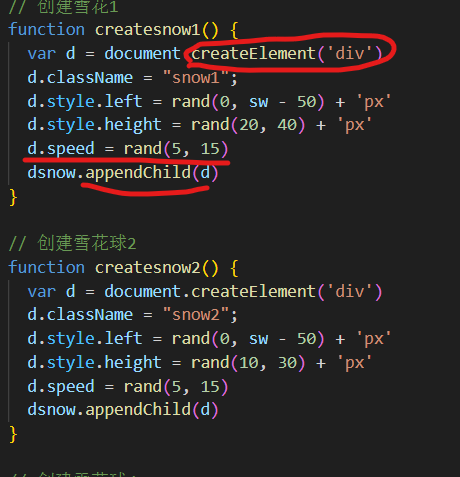 // 创建雪花1
function createsnow1() {
var d = document.createElement('div')
d.className = "snow1";
d.style.left = rand(0, sw - 50) + 'px'
d.style.height = rand(20, 40) + 'px'
d.speed = rand(5, 15)
dsnow.appendChild(d)
}
// 创建雪花球2
function createsnow2() {
var d = document.createElement('div')
d.className = "snow2";
d.style.left = rand(0, sw - 50) + 'px'
d.style.height = rand(10, 30) + 'px'
d.speed = rand(5, 15)
dsnow.appendChild(d)
}